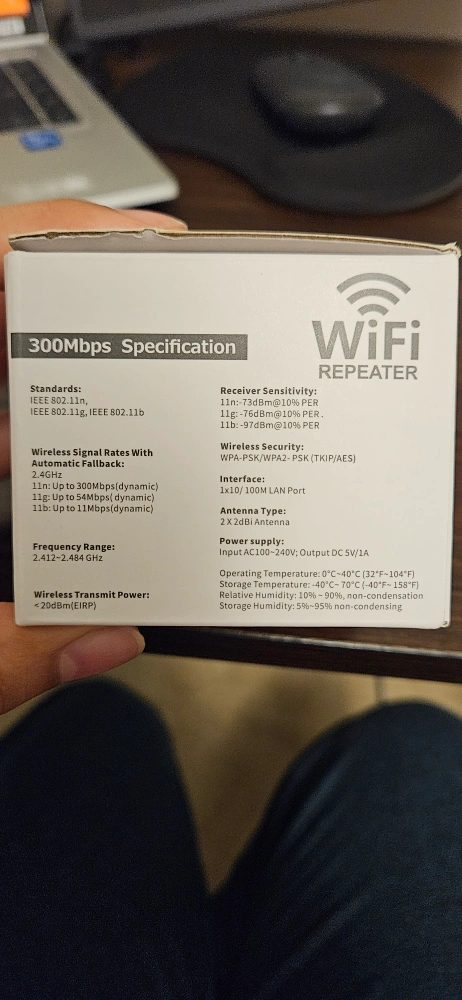 WiFi
REPEATER
300Mbps Specification
Standards:
IEEE 802.11n,
IEEE 802.11g, IEEE 802.11b
Wireless Signal Rates With
Automatic Fallback:
2.4GHz
11n: Up to 300Mbps(dynamic)
11g: Up to 54Mbps( dynamic)
11b: Up to 11Mbps(dynamic)
Frequency Range:
2.412~2.484 GHz
Wireless Transmit Power:
<20dBm(EIRP)
Receiver Sensitivity:
11n:-73dBm@10% PER
11g: -76dBm@10% PER .
11b: -97dBm@10% PER
Wireless Security:
WPA-PSK/WPA2- PSK (TKIP/AES)
Interface:
1x10/ 100M LAN Port
Antenna Type:
2 X 2dBi Antenna
Power supply:
Input AC100~240V; Output DC 5V/1A
Operating Temperature: 0°C~40°C (32°F~104°F)
Storage Temperature: -40°C~ 70°C (-40°F~ 158°F)
Relative Humidity: 10% ~ 90%, non-condensation
Storage Humidity: 5%~95% non-condensing